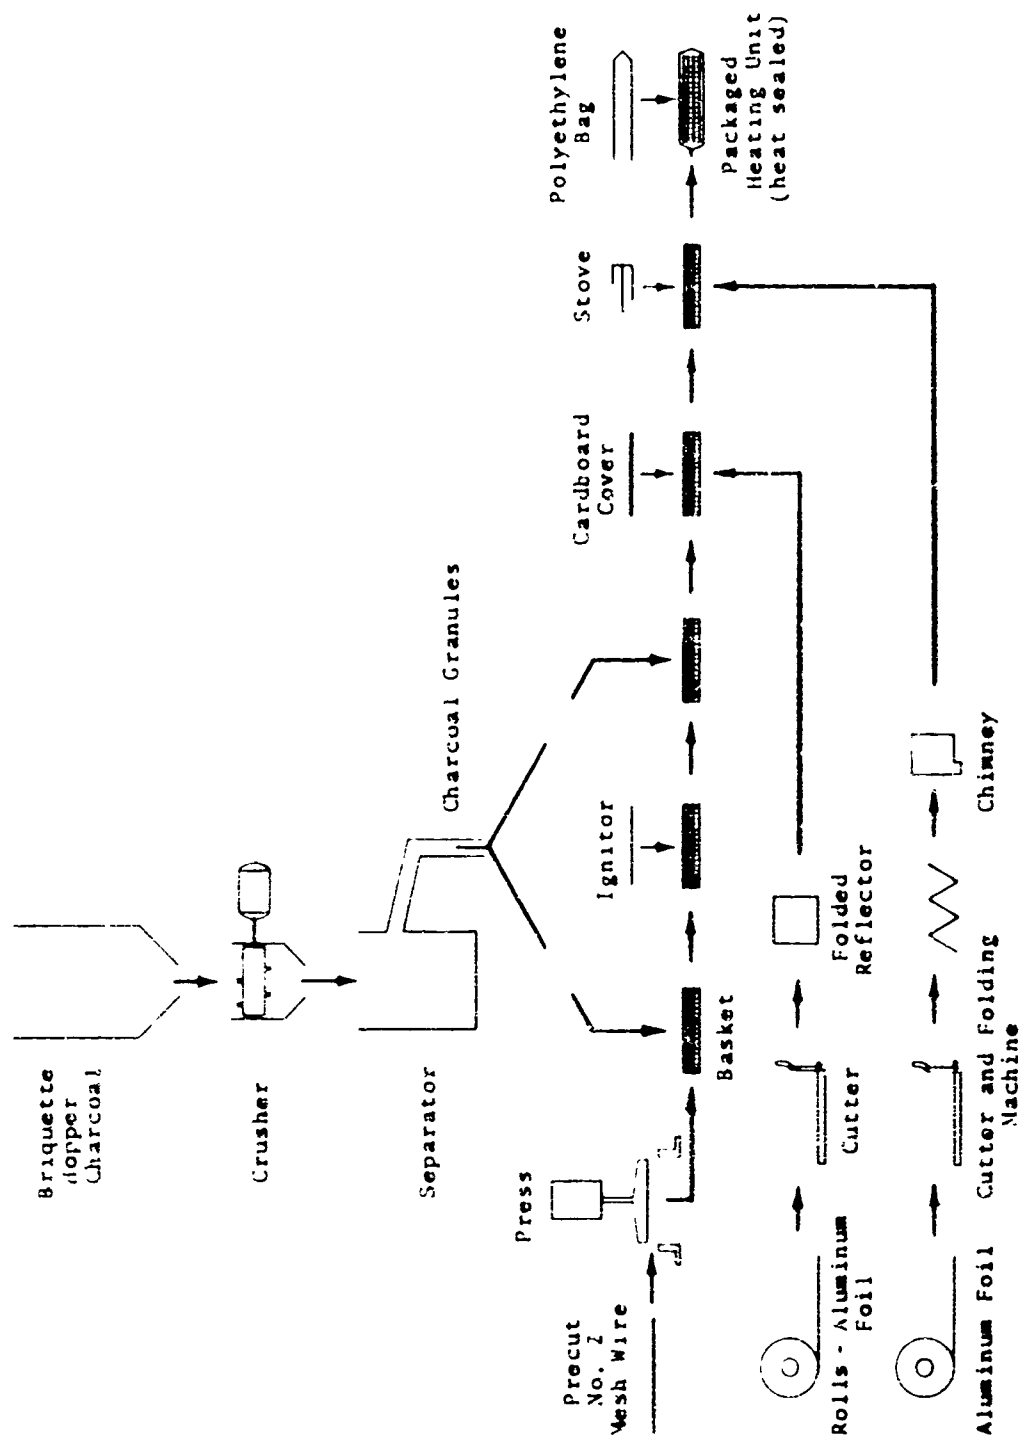 Briquette
Hopper
Charcoal
Crusher
Separator
Charcoal Granules
Press
Precut
No. 2
Mesh Wire
Basket
Ignitor
Cardboard
Cover
Stove
Polyethylene
Bag
Packaged
Heating Unit
(heat sealed)
Rolls - Aluminum
Foil
Cutter
Folded
Reflector
Aluminum Foil
Cutter and Folding
Machine
Chimney